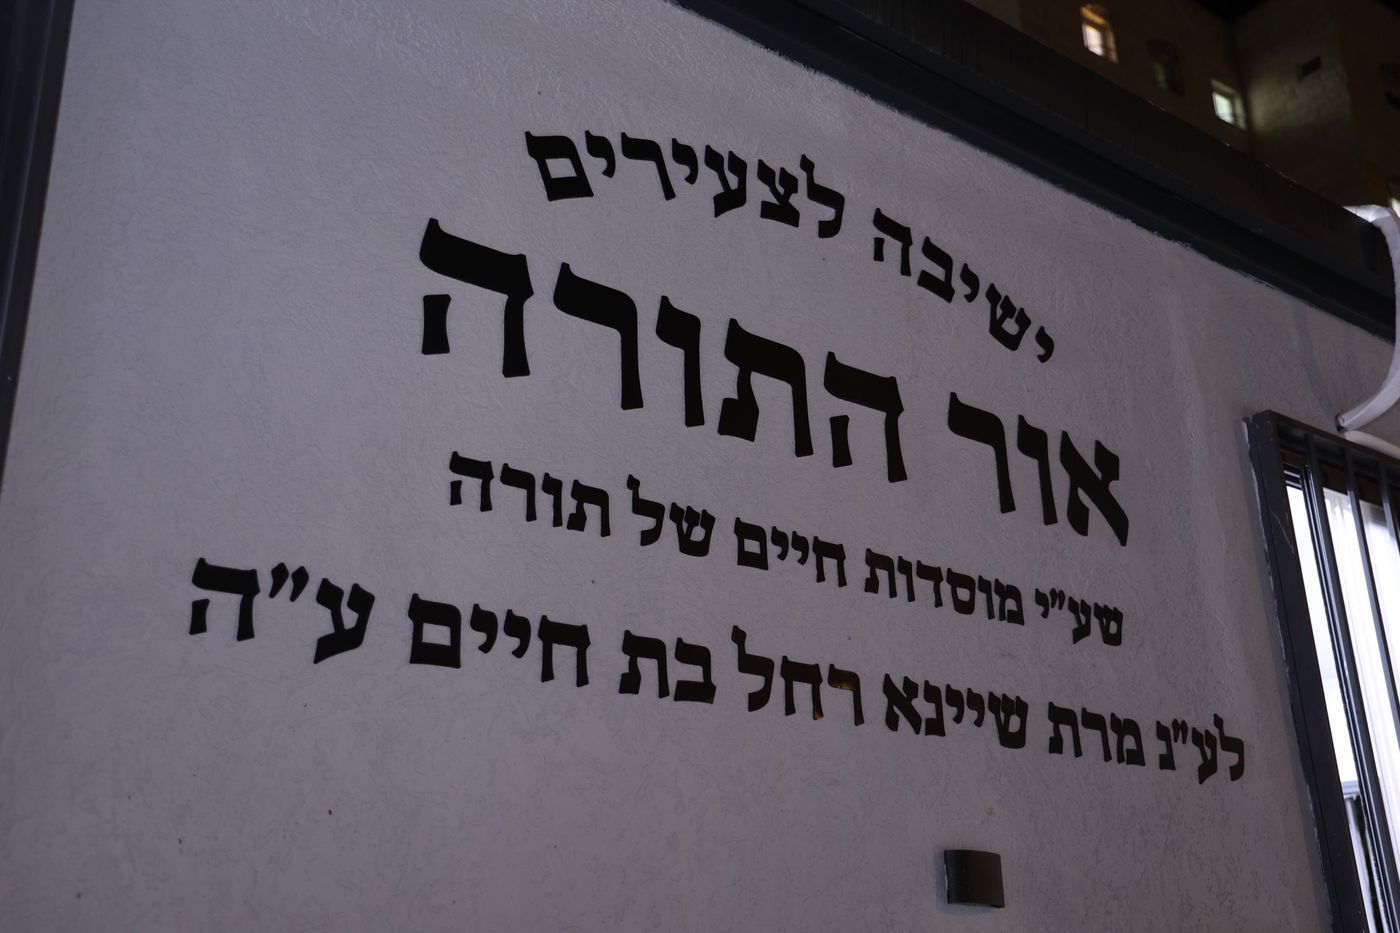 ישיבה לצעירים
אור התורה
שע"י מוסדות חיים של תורה
לע"נ מרת שיינא רחל בת חיים ע"ה